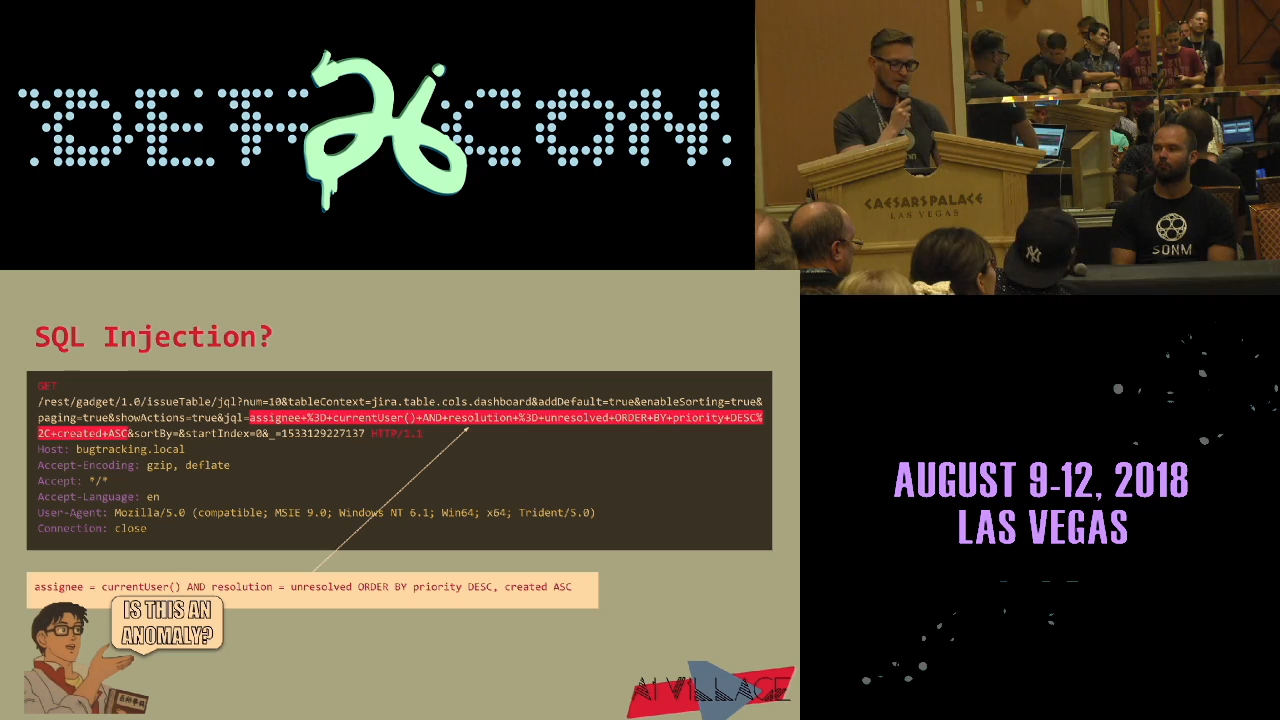 DEF 26 CON
CAESARS PALACE
LAS VEGAS
SONM
SQL Injection?
GET
/rest/gadget/1.0/issueTable/jql?num=10&tableContext=jira.table.cols.dashboard&addDefault=true&enableSorting=true&
paging=true&showActions=true&jql=assignee+%3D+currentUser()+AND+resolution+%3D+unresolved+ORDER+BY+priority+DESC%
2C+created+ASC&sortBy=&startIndex=0&_=1533129227137 HTTP/1.1
Host: bugtracking.local
Accept-Encoding: gzip, deflate
Accept: */*
Accept-Language: en
User-Agent: Mozilla/5.0 (compatible; MSIE 9.0; Windows NT 6.1; Win64; x64; Trident/5.0)
Connection: close
assignee = currentUser() AND resolution = unresolved ORDER BY priority DESC, created ASC
IS THIS AN
ANOMALY?
AI VILLAGE
AUGUST 9-12, 2018
LAS VEGAS